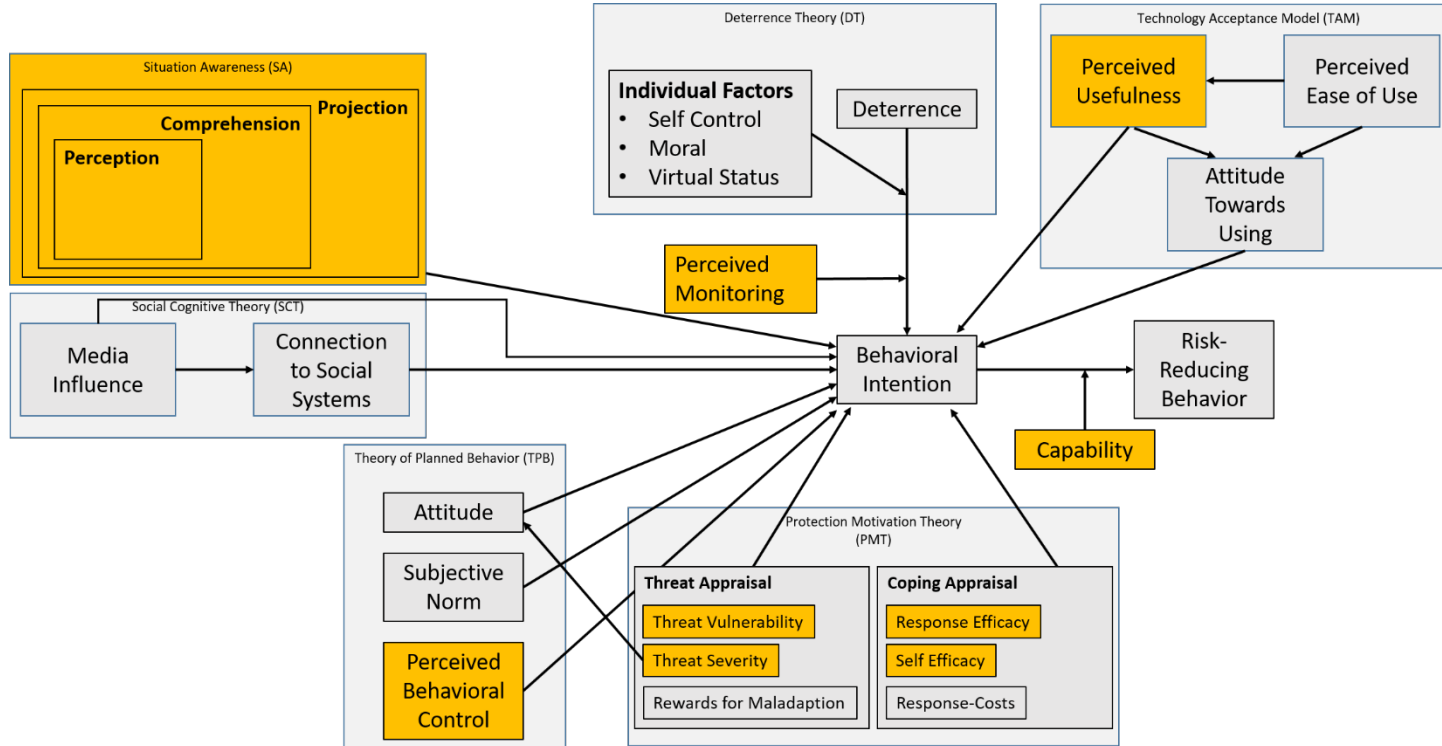 Situation Awareness (SA)
Projection
Comprehension
Perception
Deterrence Theory (DT)
Individual Factors
• Self Control
• Moral
• Virtual Status
Deterrence
Technology Acceptance Model (TAM)
Perceived
Usefulness
Perceived
Ease of Use
Attitude
Towards
Using
Perceived
Monitoring
Social Cognitive Theory (SCT)
Media
Influence
Connection
to Social
Systems
Behavioral
Intention
Risk-
Reducing
Behavior
Capability
Theory of Planned Behavior (TPB)
Attitude
Subjective
Norm
Perceived
Behavioral
Control
Protection Motivation Theory
(PMT)
Threat Appraisal
Threat Vulnerability
Threat Severity
Rewards for Maladaption
Coping Appraisal
Response Efficacy
Self Efficacy
Response-Costs